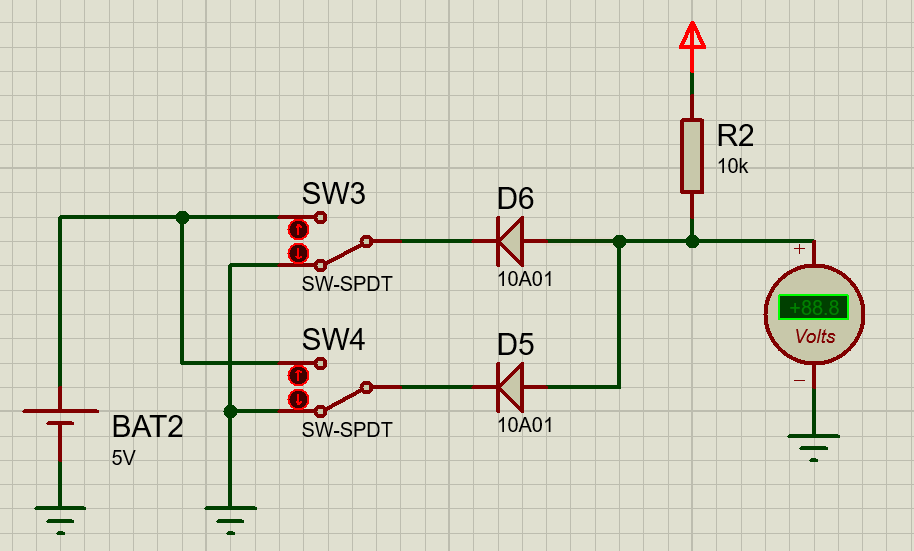 R2
10k
SW3
SW-SPDT
D6
10A01
+
+88.8
Volts
−
SW4
SW-SPDT
D5
10A01
BAT2
5V